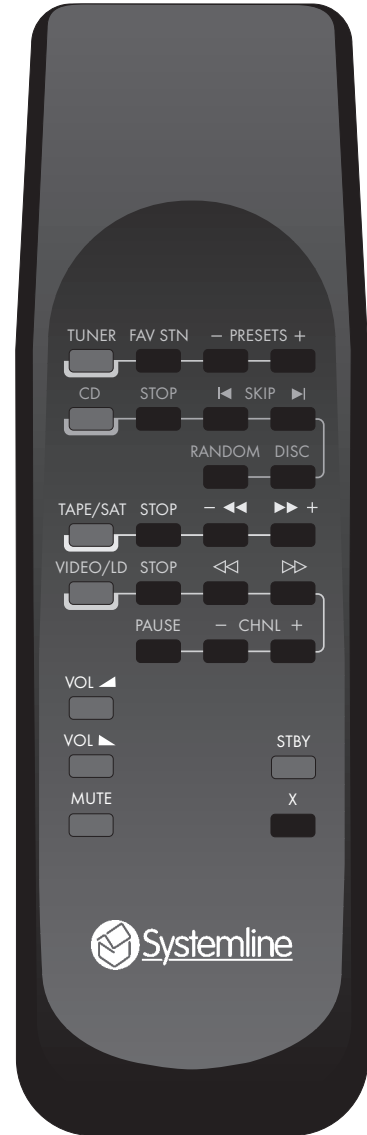 TUNER FAV STN − PRESETS +
CD STOP SKIP
RANDOM DISC
TAPE/SAT STOP − +
VIDEO/LD STOP
PAUSE − CHNL +
VOL
VOL STBY
MUTE X
Systemline